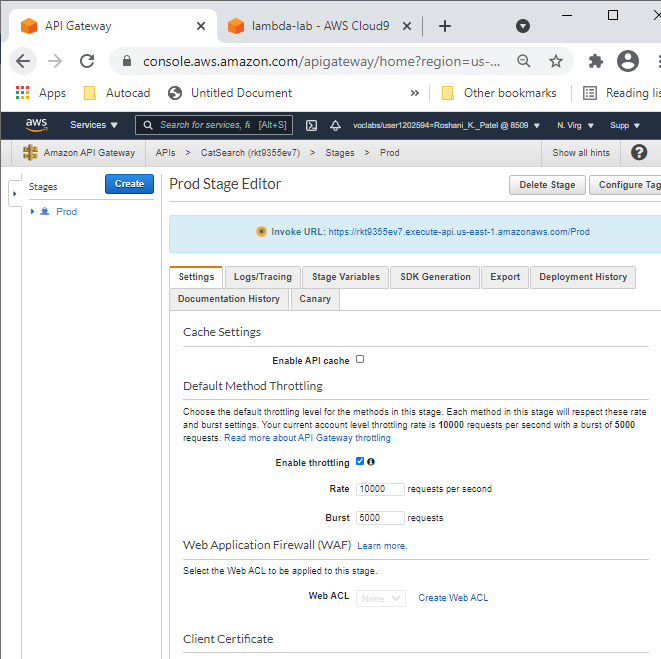 API Gateway
lambda-lab - AWS Cloud9
console.aws.amazon.com/apigateway/home?region=us-...
Apps Autocad Untitled Document » Other bookmarks Reading lis
aws Services ▼ Search for services, fe [Alt+S] voclabs/user1202594=Roshani_K._Patel @ 8509 ▼ N. Virg ▼ Supp ▼
Amazon API Gateway APIs > CatSearch (rkt9355ev7) > Stages > Prod Show all hints ?
Stages Create
Prod
Prod Stage Editor Delete Stage Configure Tag
Invoke URL: https://rkt9355ev7.execute-api.us-east-1.amazonaws.com/Prod
Settings Logs/Tracing Stage Variables SDK Generation Export Deployment History
Documentation History Canary
Cache Settings
Enable API cache
Default Method Throttling
Choose the default throttling level for the methods in this stage. Each method in this stage will respect these rate
and burst settings. Your current account level throttling rate is 10000 requests per second with a burst of 5000
requests. Read more about API Gateway throttling
Enable throttling
Rate 10000 requests per second
Burst 5000 requests
Web Application Firewall (WAF) Learn more.
Select the Web ACL to be applied to this stage.
Web ACL None Create Web ACL
Client Certificate